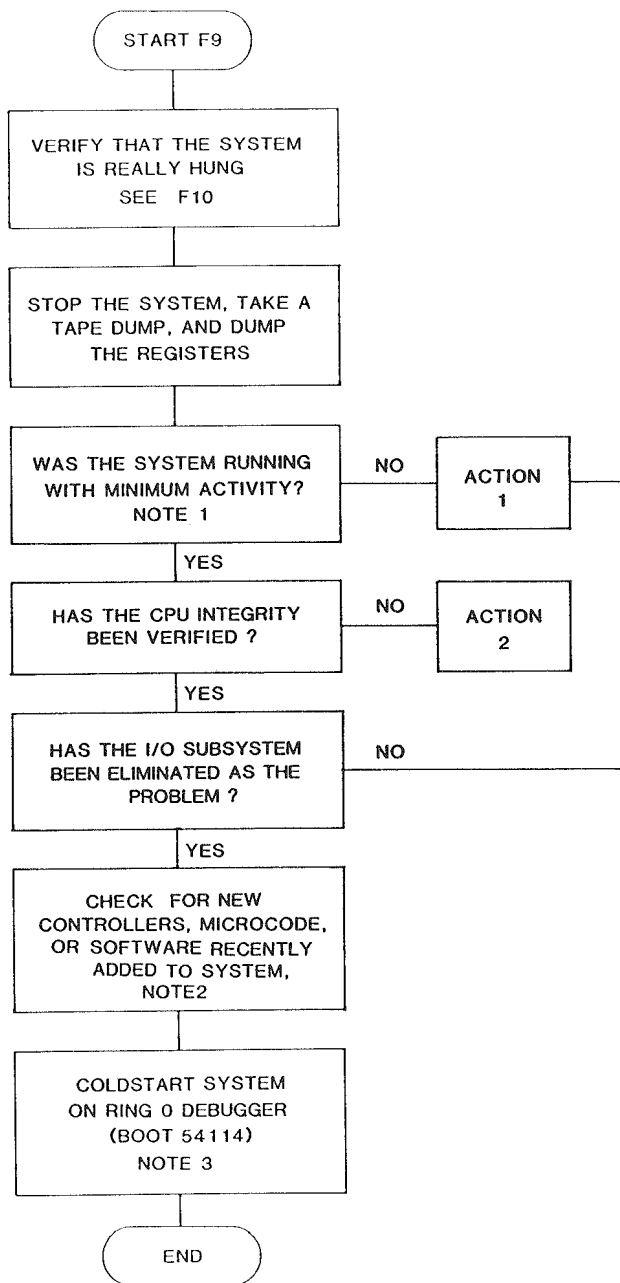 START F9
VERIFY THAT THE SYSTEM
IS REALLY HUNG
SEE F10
STOP THE SYSTEM, TAKE A
TAPE DUMP, AND DUMP
THE REGISTERS
WAS THE SYSTEM RUNNING
WITH MINIMUM ACTIVITY?
NOTE 1
NO
ACTION
1
YES
HAS THE CPU INTEGRITY
BEEN VERIFIED ?
NO
ACTION
2
YES
HAS THE I/O SUBSYSTEM
BEEN ELIMINATED AS THE
PROBLEM ?
NO
YES
CHECK FOR NEW
CONTROLLERS, MICROCODE,
OR SOFTWARE RECENTLY
ADDED TO SYSTEM,
NOTE2
COLDSTART SYSTEM
ON RING 0 DEBUGGER
(BOOT 54114)
NOTE 3
END